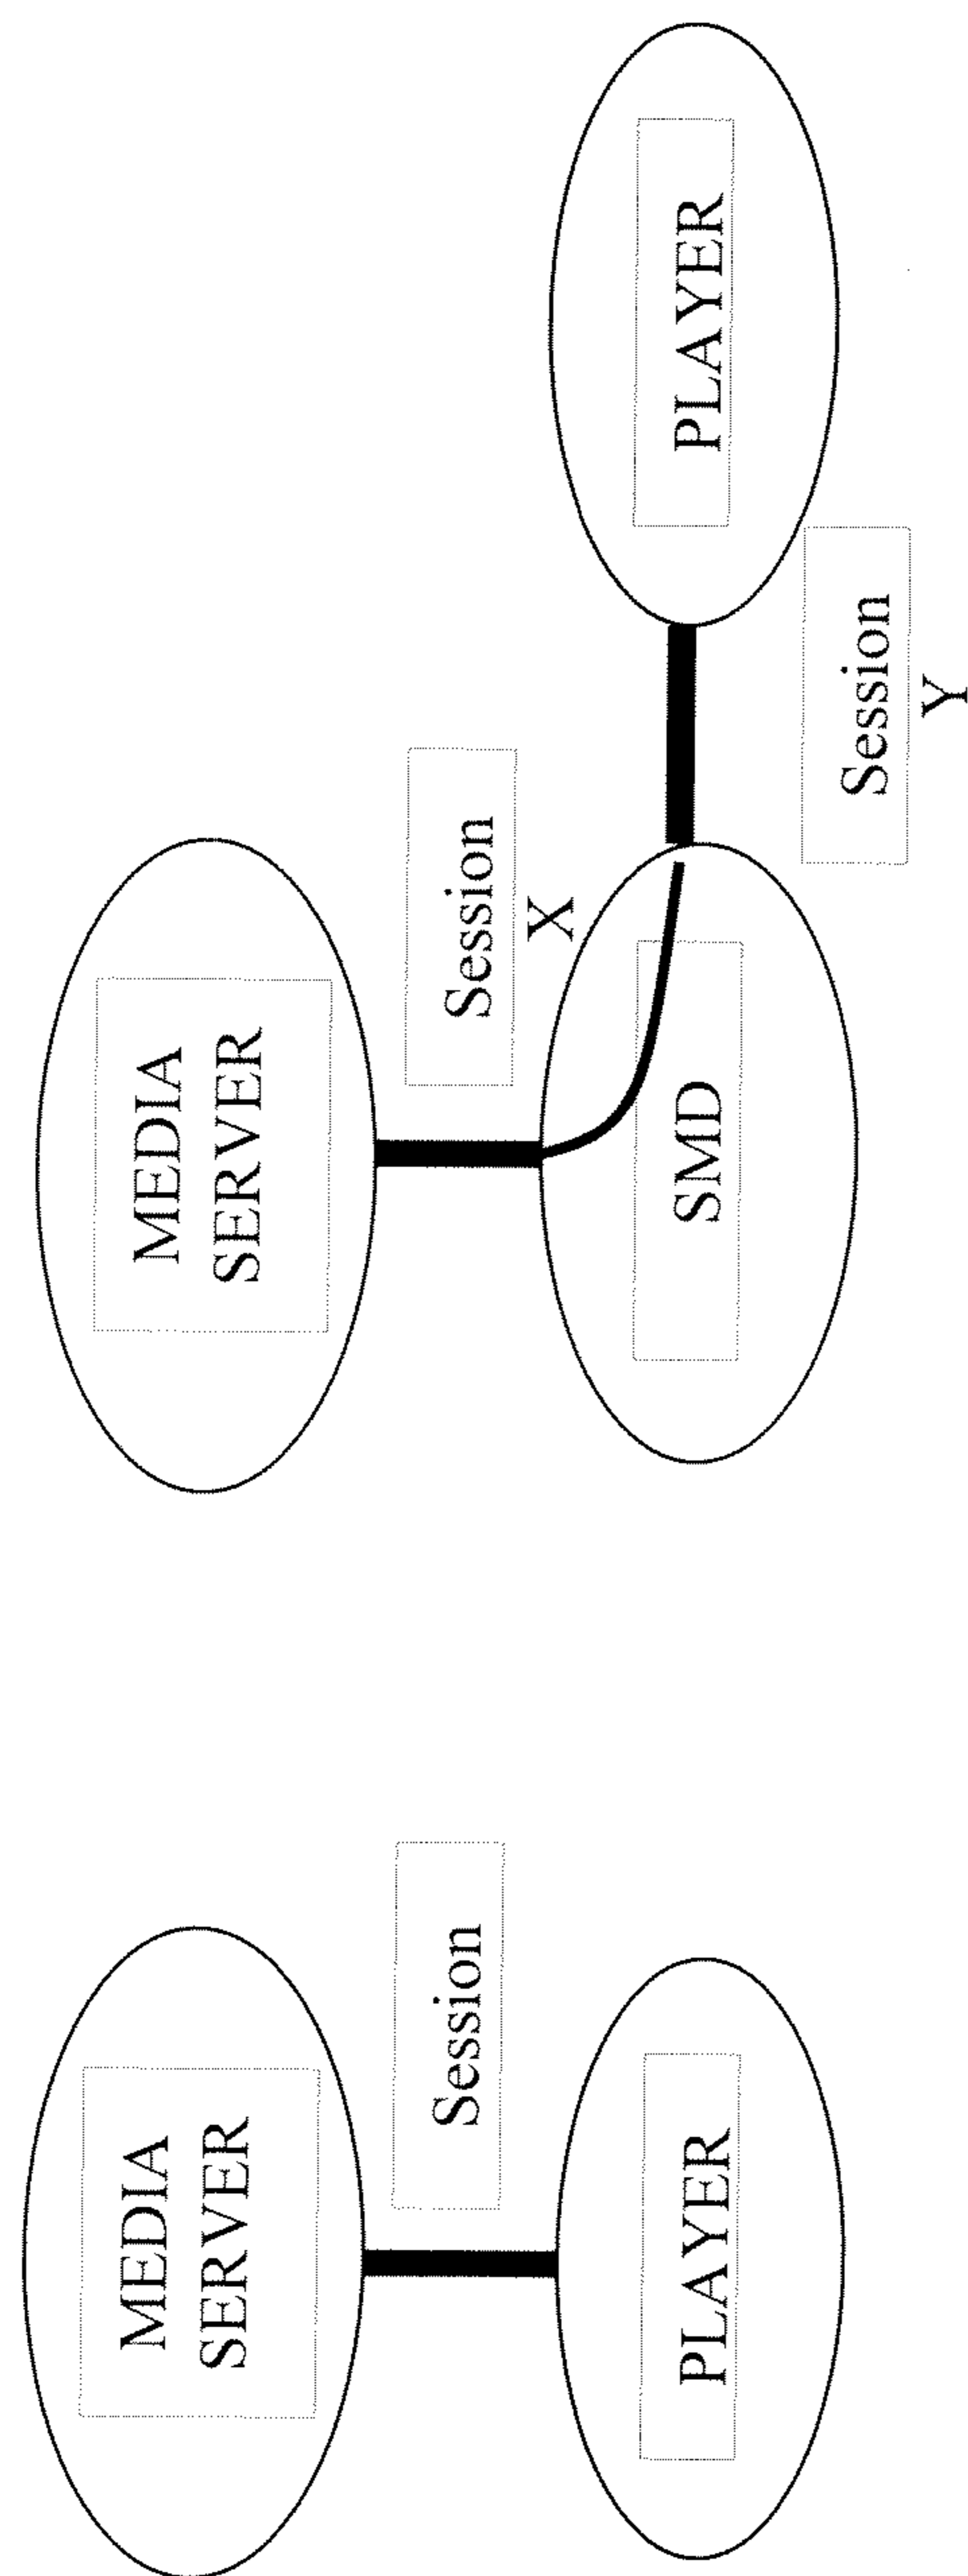 MEDIA
SERVER
Session
PLAYER
MEDIA
SERVER
Session
X
SMD
PLAYER
Session
Y